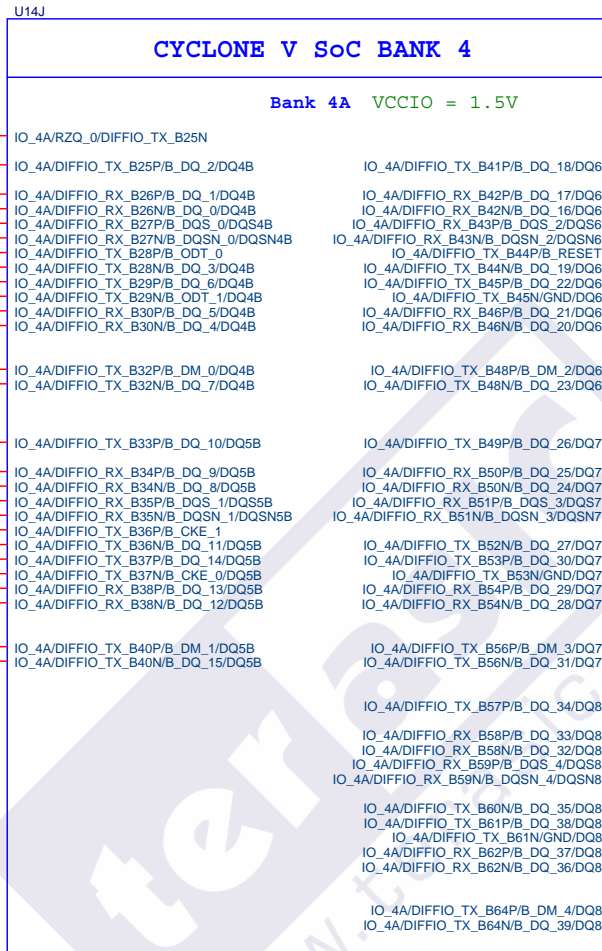 U14J
CYCLONE V SoC BANK 4
Bank 4A VCCIO = 1.5V
IO_4A/RZQ_0/DIFFIO_TX_B25N
IO_4A/DIFFIO_TX_B25P/B_DQ_2/DQ4B
IO_4A/DIFFIO_RX_B26P/B_DQ_1/DQ4B
IO_4A/DIFFIO_RX_B26N/B_DQ_0/DQ4B
IO_4A/DIFFIO_RX_B27P/B_DQS_0/DQS4B
IO_4A/DIFFIO_RX_B27N/B_DQSN_0/DQSN4B
IO_4A/DIFFIO_TX_B28P/B_ODT_0
IO_4A/DIFFIO_TX_B28N/B_DQ_3/DQ4B
IO_4A/DIFFIO_TX_B29P/B_DQ_6/DQ4B
IO_4A/DIFFIO_TX_B29N/B_ODT_1/DQ4B
IO_4A/DIFFIO_RX_B30P/B_DQ_5/DQ4B
IO_4A/DIFFIO_RX_B30N/B_DQ_4/DQ4B
IO_4A/DIFFIO_TX_B32P/B_DM_0/DQ4B
IO_4A/DIFFIO_TX_B32N/B_DQ_7/DQ4B
IO_4A/DIFFIO_TX_B33P/B_DQ_10/DQ5B
IO_4A/DIFFIO_RX_B34P/B_DQ_9/DQ5B
IO_4A/DIFFIO_RX_B34N/B_DQ_8/DQ5B
IO_4A/DIFFIO_RX_B35P/B_DQS_1/DQS5B
IO_4A/DIFFIO_RX_B35N/B_DQSN_1/DQSN5B
IO_4A/DIFFIO_TX_B36P/B_CKE_1
IO_4A/DIFFIO_TX_B36N/B_DQ_11/DQ5B
IO_4A/DIFFIO_TX_B37P/B_DQ_14/DQ5B
IO_4A/DIFFIO_TX_B37N/B_CKE_0/DQ5B
IO_4A/DIFFIO_RX_B38P/B_DQ_13/DQ5B
IO_4A/DIFFIO_RX_B38N/B_DQ_12/DQ5B
IO_4A/DIFFIO_TX_B40P/B_DM_1/DQ5B
IO_4A/DIFFIO_TX_B40N/B_DQ_15/DQ5B
IO_4A/DIFFIO_TX_B41P/B_DQ_18/DQ6
IO_4A/DIFFIO_RX_B42P/B_DQ_17/DQ6
IO_4A/DIFFIO_RX_B42N/B_DQ_16/DQ6
IO_4A/DIFFIO_RX_B43P/B_DQS_2/DQS6
IO_4A/DIFFIO_RX_B43N/B_DQSN_2/DQSN6
IO_4A/DIFFIO_TX_B44P/B_RESET
IO_4A/DIFFIO_TX_B44N/B_DQ_19/DQ6
IO_4A/DIFFIO_TX_B45P/B_DQ_22/DQ6
IO_4A/DIFFIO_TX_B45N/GND/DQ6
IO_4A/DIFFIO_RX_B46P/B_DQ_21/DQ6
IO_4A/DIFFIO_RX_B46N/B_DQ_20/DQ6
IO_4A/DIFFIO_TX_B48P/B_DM_2/DQ6
IO_4A/DIFFIO_TX_B48N/B_DQ_23/DQ6
IO_4A/DIFFIO_TX_B49P/B_DQ_26/DQ7
IO_4A/DIFFIO_RX_B50P/B_DQ_25/DQ7
IO_4A/DIFFIO_RX_B50N/B_DQ_24/DQ7
IO_4A/DIFFIO_RX_B51P/B_DQS_3/DQS7
IO_4A/DIFFIO_RX_B51N/B_DQSN_3/DQSN7
IO_4A/DIFFIO_TX_B52N/B_DQ_27/DQ7
IO_4A/DIFFIO_TX_B53P/B_DQ_30/DQ7
IO_4A/DIFFIO_TX_B53N/GND/DQ7
IO_4A/DIFFIO_RX_B54P/B_DQ_29/DQ7
IO_4A/DIFFIO_RX_B54N/B_DQ_28/DQ7
IO_4A/DIFFIO_TX_B56P/B_DM_3/DQ7
IO_4A/DIFFIO_TX_B56N/B_DQ_31/DQ7
IO_4A/DIFFIO_TX_B57P/B_DQ_34/DQ8
IO_4A/DIFFIO_RX_B58P/B_DQ_33/DQ8
IO_4A/DIFFIO_RX_B58N/B_DQ_32/DQ8
IO_4A/DIFFIO_RX_B59P/B_DQS_4/DQS8
IO_4A/DIFFIO_RX_B59N/B_DQSN_4/DQSN8
IO_4A/DIFFIO_TX_B60N/B_DQ_35/DQ8
IO_4A/DIFFIO_TX_B61P/B_DQ_38/DQ8
IO_4A/DIFFIO_TX_B61N/GND/DQ8
IO_4A/DIFFIO_RX_B62P/B_DQ_37/DQ8
IO_4A/DIFFIO_RX_B62N/B_DQ_36/DQ8
IO_4A/DIFFIO_TX_B64P/B_DM_4/DQ8
IO_4A/DIFFIO_TX_B64N/B_DQ_39/DQ8